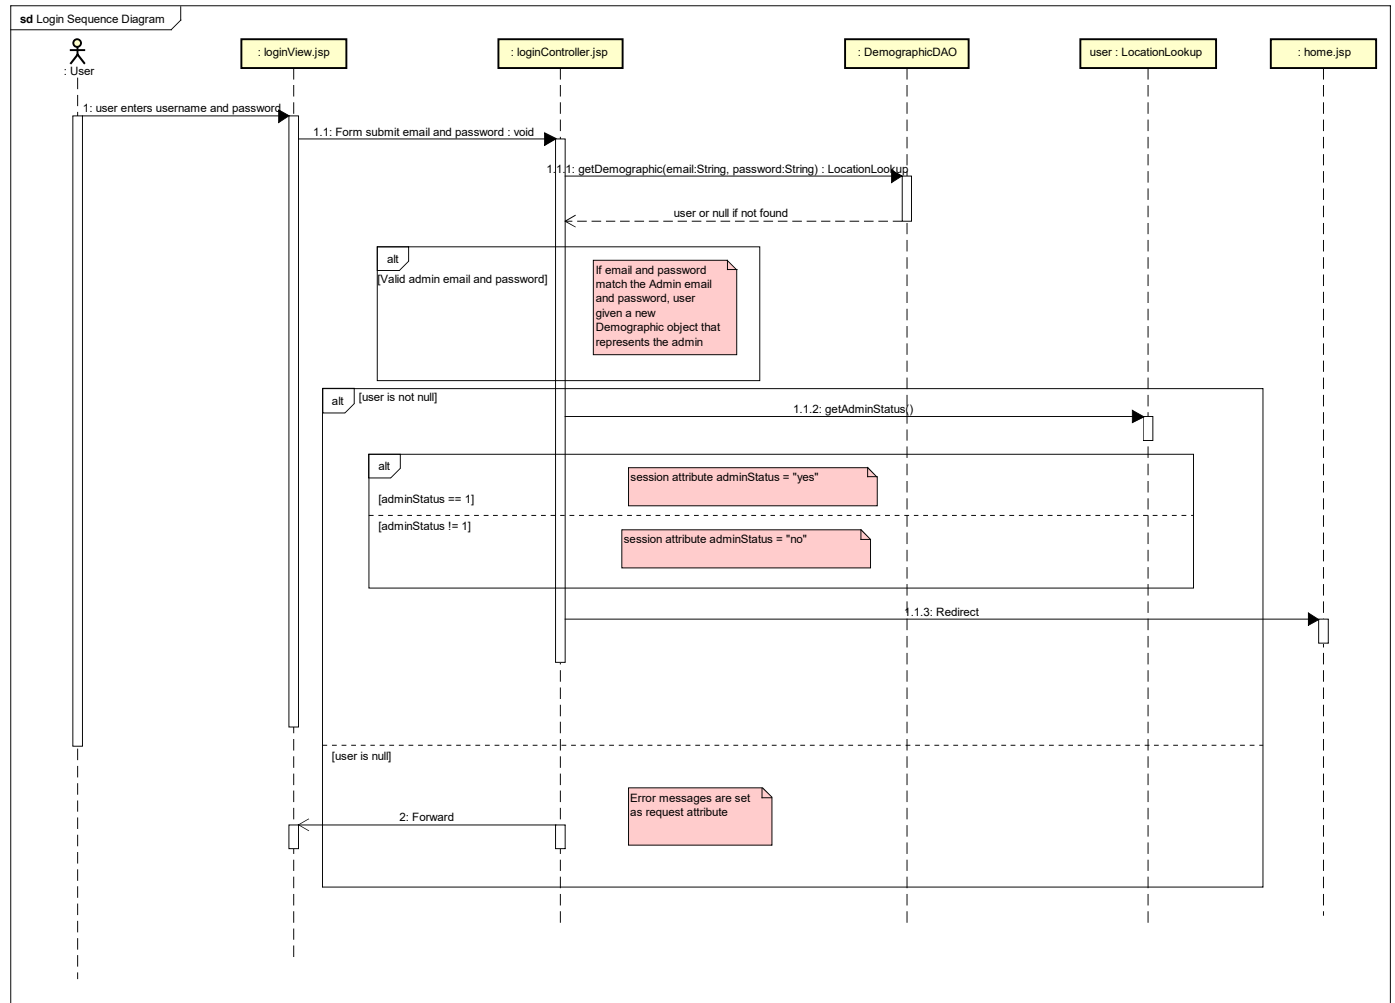 sd Login Sequence Diagram
: User
: loginView.jsp
: loginController.jsp
: DemographicDAO
user : LocationLookup
: home.jsp
1: user enters username and password
1.1: Form submit email and password : void
1.1.1: getDemographic(email:String, password:String) : LocationLookup
user or null if not found
alt
[Valid admin email and password]
If email and password
match the Admin email
and password, user
given a new
Demographic object that
represents the admin
alt
[user is not null]
1.1.2: getAdminStatus()
alt
session attribute adminStatus = "yes"
[adminStatus == 1]
[adminStatus != 1]
session attribute adminStatus = "no"
1.1.3: Redirect
[user is null]
Error messages are set
as request attribute
2: Forward